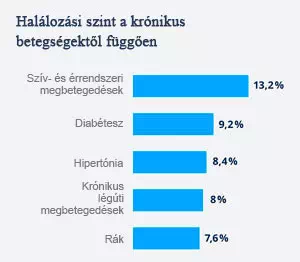 Halálozási szint a krónikus
betegségektől függően
Szív- és érrendszeri
megbetegedések
13,2%
Diabétesz
9,2%
Hipertónia
8,4%
Krónikus
légúti
megbetegedések
8%
Rák
7,6%